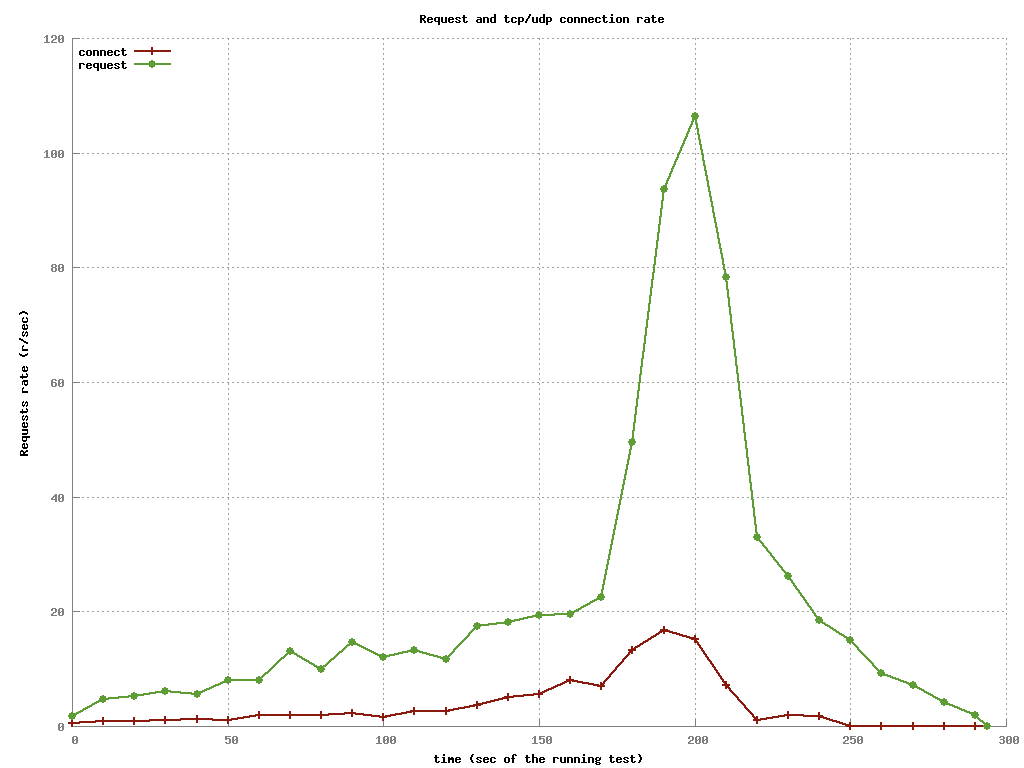 Request and tcp/udp connection rate
connect
request
120
100
80
60
40
20
0
Requests rate (r/sec)
0 50 100 150 200 250 300
time (sec of the running test)